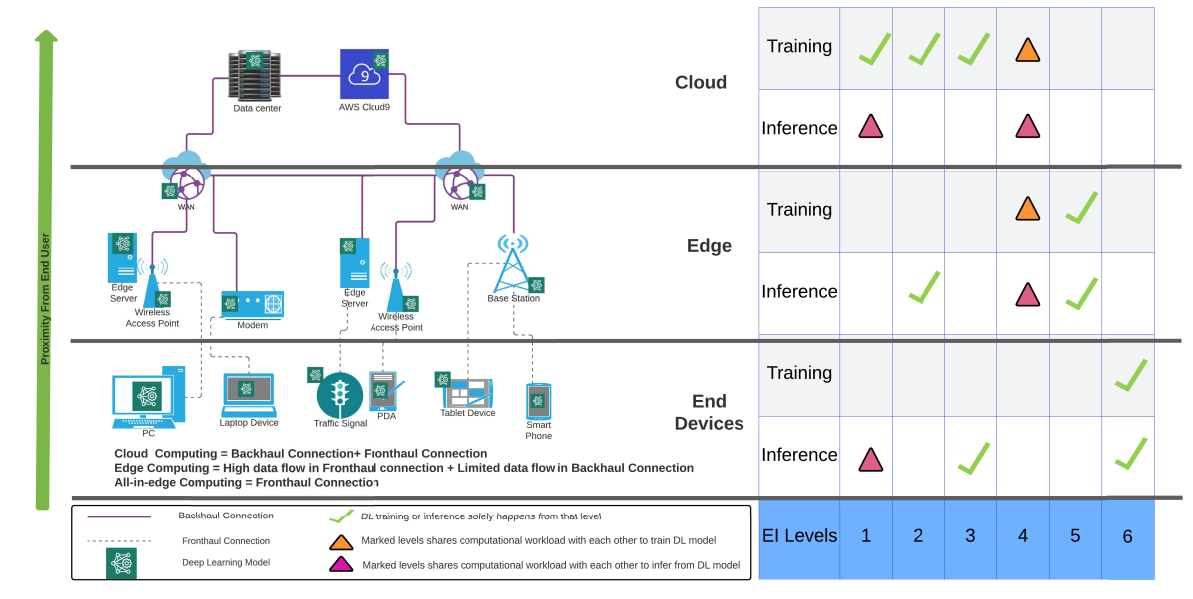 Proximity From End User
Data center
9
AWS Cloud9
Cloud
Training
Inference
WAN
WAN
Edge
Server
Wireless
Access Point
Modem
Edge
Server
Wireless
Access Point
Base Station
Edge
Training
Inference
PC
Laptop Device
Traffic Signal
PDA
Tablet Device
Smart
Phone
End
Devices
Training
Inference
Cloud  Computing = Backhaul Connection+ Fronthaul Connection
Edge Computing = High data flow in Fronthaul connection + Limited data flow in Backhaul Connection
All-in-edge Computing = Fronthaul Connection
Backhaul Connection
DL training or inference solely happens from that level
Fronthaul Connection
Marked levels shares computational workload with each other to train DL model
Deep Learning Model
Marked levels shares computational workload with each other to infer from DL model
EI Levels 1 2 3 4 5 6